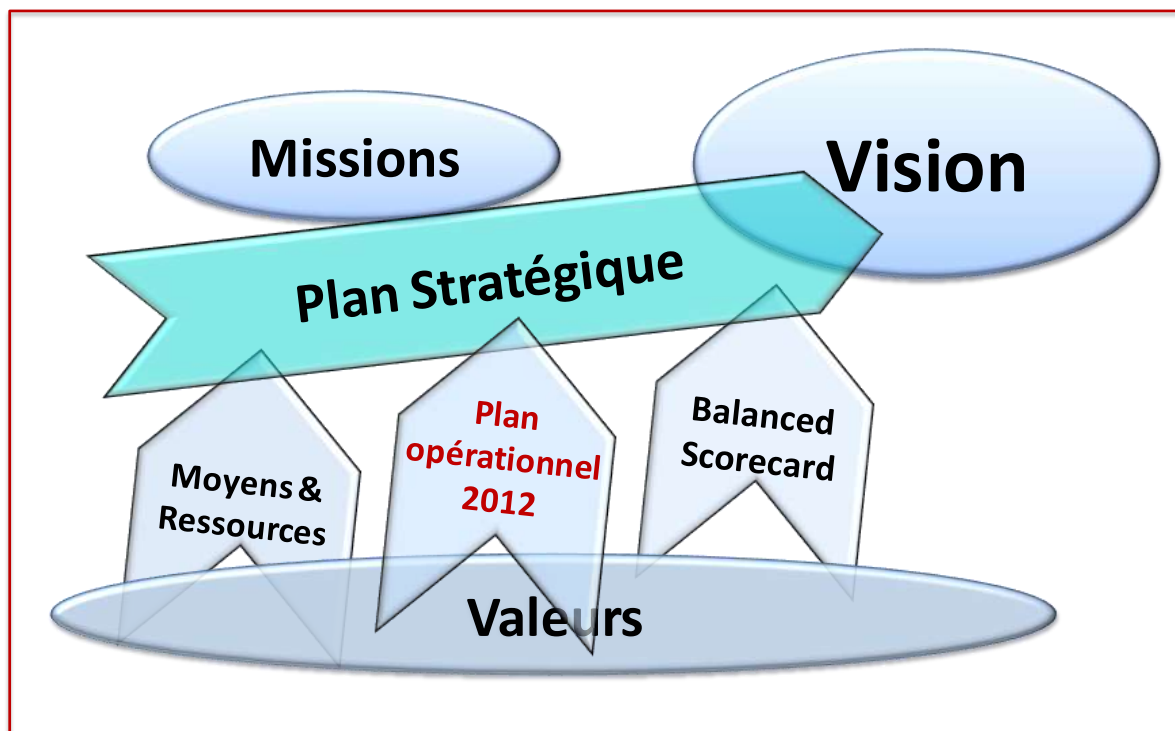 Missions
Vision
Plan Stratégique
Moyens &
Ressources
Plan
opérationnel
2012
Balanced
Scorecard
Valeurs